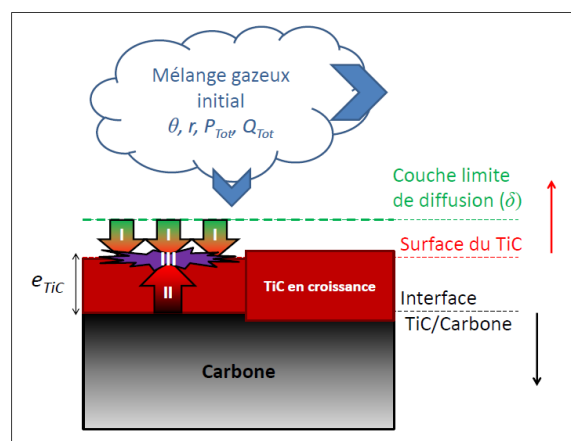 Mélange gazeux
initial
θ, r, P_Tot, Q_Tot
Couche limite
de diffusion (δ)
I
I
I
III
Surface du TiC
e_TiC
II
TiC en croissance
Interface
TiC/Carbone
Carbone